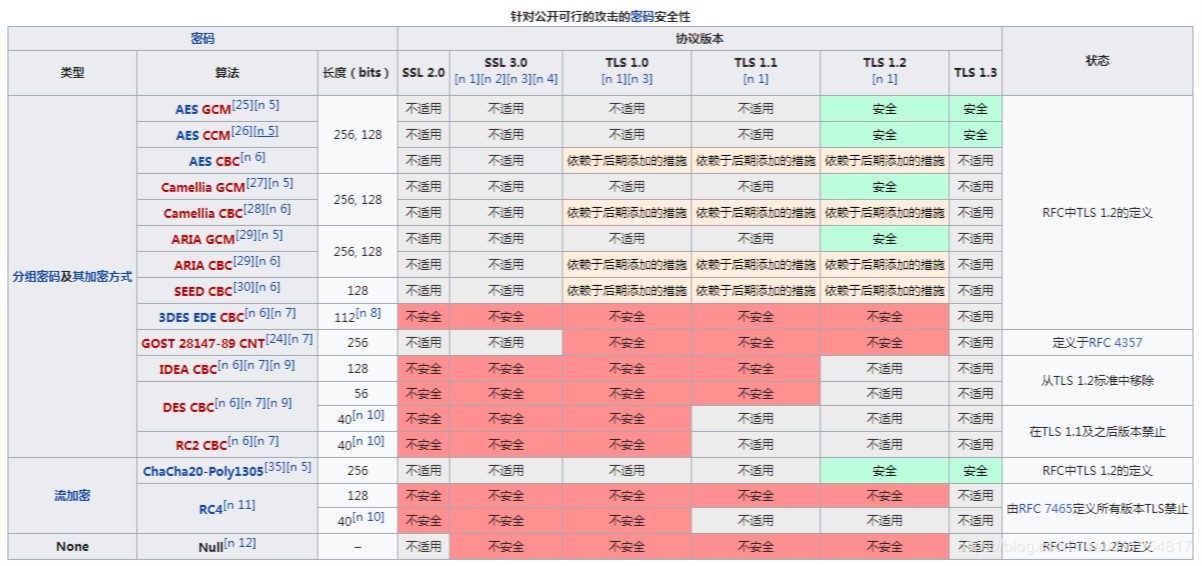 针对公开可行的攻击的密码安全性
密码 协议版本 状态
类型 算法 长度（bits） SSL 2.0 SSL 3.0 [n 1][n 2][n 3][n 4] TLS 1.0 [n 1][n 3] TLS 1.1 [n 1] TLS 1.2 [n 1] TLS 1.3
分组密码及其加密方式 AES GCM[25][n 5] 256, 128 不适用 不适用 不适用 不适用 安全 安全 RFC中TLS 1.2的定义
AES CCM[26][n 5] 不适用 不适用 不适用 不适用 安全 安全
AES CBC[n 6] 不适用 不适用 依赖于后期添加的措施 依赖于后期添加的措施 依赖于后期添加的措施 不适用
Camellia GCM[27][n 5] 256, 128 不适用 不适用 不适用 不适用 安全 不适用
Camellia CBC[28][n 6] 不适用 不适用 依赖于后期添加的措施 依赖于后期添加的措施 依赖于后期添加的措施 不适用
ARIA GCM[29][n 5] 256, 128 不适用 不适用 不适用 不适用 安全 不适用
ARIA CBC[29][n 6] 不适用 不适用 依赖于后期添加的措施 依赖于后期添加的措施 依赖于后期添加的措施 不适用
SEED CBC[30][n 6] 128 不适用 不适用 依赖于后期添加的措施 依赖于后期添加的措施 依赖于后期添加的措施 不适用
3DES EDE CBC[n 6][n 7] 112[n 8] 不安全 不安全 不安全 不安全 不安全 不适用
GOST 28147-89 CNT[24][n 7] 256 不适用 不适用 不安全 不安全 不安全 不适用 定义于RFC 4357
IDEA CBC[n 6][n 7][n 9] 128 不安全 不安全 不安全 不安全 不适用 不适用 从TLS 1.2标准中移除
DES CBC[n 6][n 7][n 9] 56 不安全 不安全 不安全 不安全 不适用 不适用
40[n 10] 不安全 不安全 不安全 不适用 不适用 不适用 在TLS 1.1及之后版本禁止
RC2 CBC[n 6][n 7] 40[n 10] 不安全 不安全 不安全 不适用 不适用 不适用
流加密 ChaCha20-Poly1305[35][n 5] 256 不适用 不适用 不适用 不适用 安全 安全 RFC中TLS 1.2的定义
RC4[n 11] 128 不安全 不安全 不安全 不安全 不安全 不适用 由RFC 7465定义所有版本TLS禁止
40[n 10] 不安全 不安全 不安全 不适用 不适用 不适用
None Null[n 12] – 不适用 不安全 不安全 不安全 不安全 不适用 RFC中TLS 1.2的定义